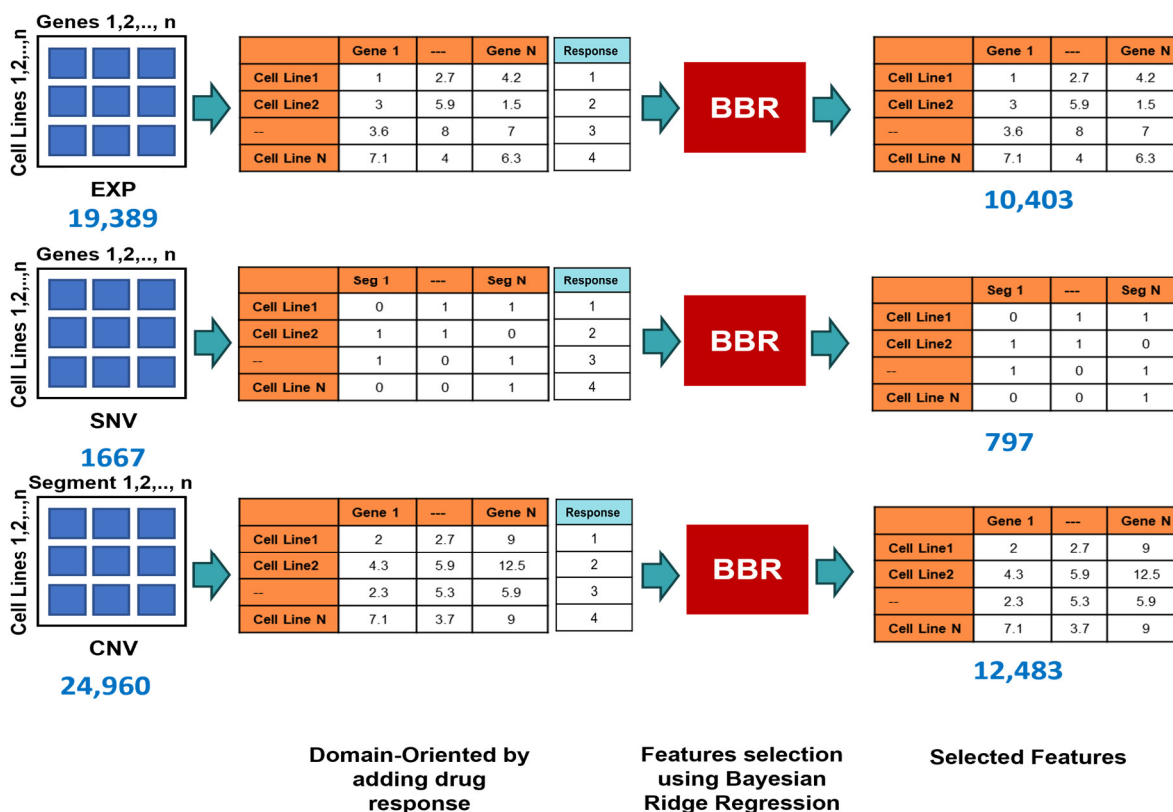 Genes 1,2,.., n
Cell Lines 1,2,..,n
EXP
19,389
Gene 1 --- Gene N Response
Cell Line1 1 2.7 4.2 1
Cell Line2 3 5.9 1.5 2
-- 3.6 8 7 3
Cell Line N 7.1 4 6.3 4
BBR
Gene 1 --- Gene N
Cell Line1 1 2.7 4.2
Cell Line2 3 5.9 1.5
-- 3.6 8 7
Cell Line N 7.1 4 6.3
10,403
Genes 1,2,.., n
Cell Lines 1,2,..,n
SNV
1667
Seg 1 --- Seg N Response
Cell Line1 0 1 1 1
Cell Line2 1 1 0 2
-- 1 0 1 3
Cell Line N 0 0 1 4
BBR
Seg 1 --- Seg N
Cell Line1 0 1 1
Cell Line2 1 1 0
-- 1 0 1
Cell Line N 0 0 1
797
Segment 1,2,.., n
Cell Lines 1,2,..,n
CNV
24,960
Gene 1 --- Gene N Response
Cell Line1 2 2.7 9 1
Cell Line2 4.3 5.9 12.5 2
-- 2.3 5.3 5.9 3
Cell Line N 7.1 3.7 9 4
BBR
Gene 1 --- Gene N
Cell Line1 2 2.7 9
Cell Line2 4.3 5.9 12.5
-- 2.3 5.3 5.9
Cell Line N 7.1 3.7 9
12,483
Domain-Oriented by
adding drug
response
Features selection
using Bayesian
Ridge Regression
Selected Features